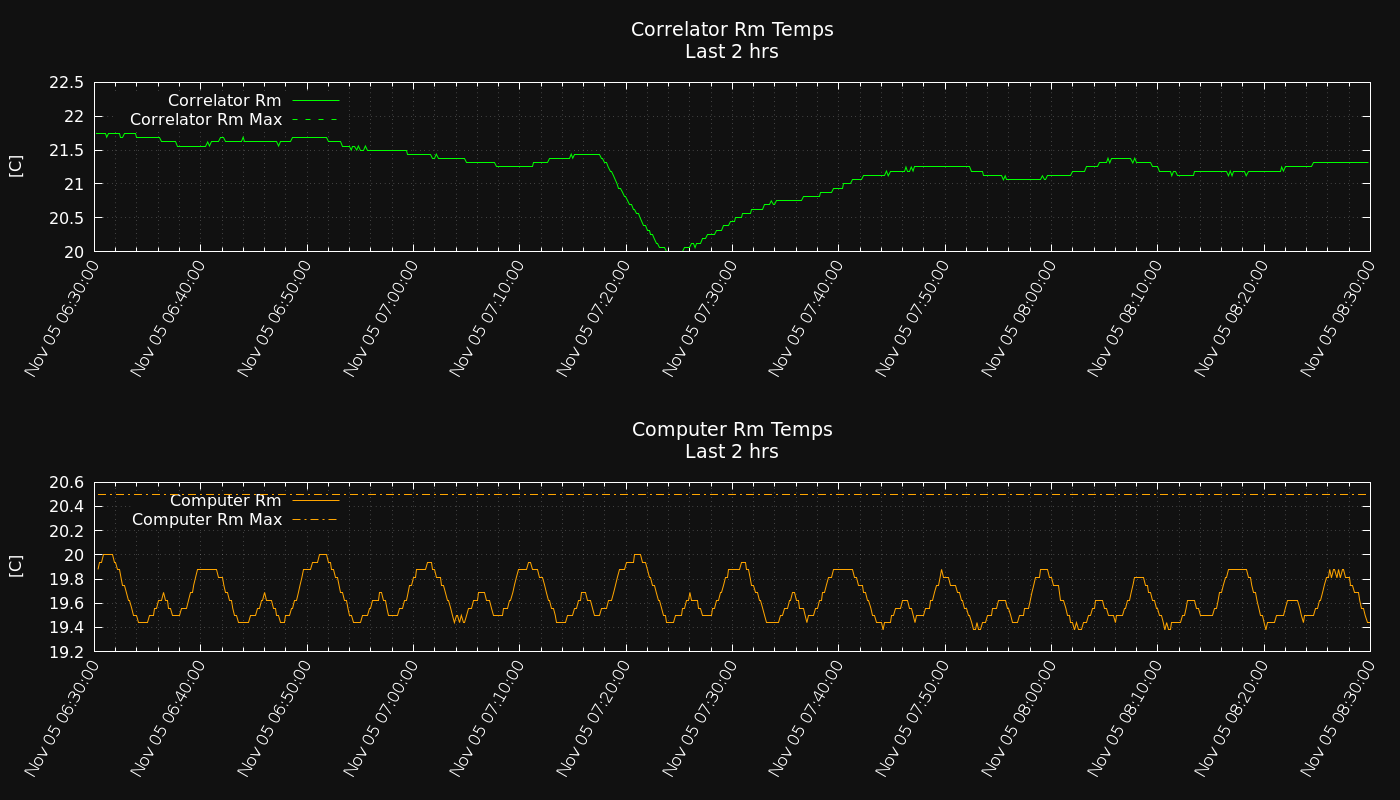 Correlator Rm Temps
Last 2 hrs
22.5
22
21.5
21
20.5
20
[C]
Correlator Rm
Correlator Rm Max
Nov 05 06:30:00
Nov 05 06:40:00
Nov 05 06:50:00
Nov 05 07:00:00
Nov 05 07:10:00
Nov 05 07:20:00
Nov 05 07:30:00
Nov 05 07:40:00
Nov 05 07:50:00
Nov 05 08:00:00
Nov 05 08:10:00
Nov 05 08:20:00
Nov 05 08:30:00
Computer Rm Temps
Last 2 hrs
20.6
20.4
20.2
20
19.8
19.6
19.4
19.2
[C]
Computer Rm
Computer Rm Max
Nov 05 06:30:00
Nov 05 06:40:00
Nov 05 06:50:00
Nov 05 07:00:00
Nov 05 07:10:00
Nov 05 07:20:00
Nov 05 07:30:00
Nov 05 07:40:00
Nov 05 07:50:00
Nov 05 08:00:00
Nov 05 08:10:00
Nov 05 08:20:00
Nov 05 08:30:00